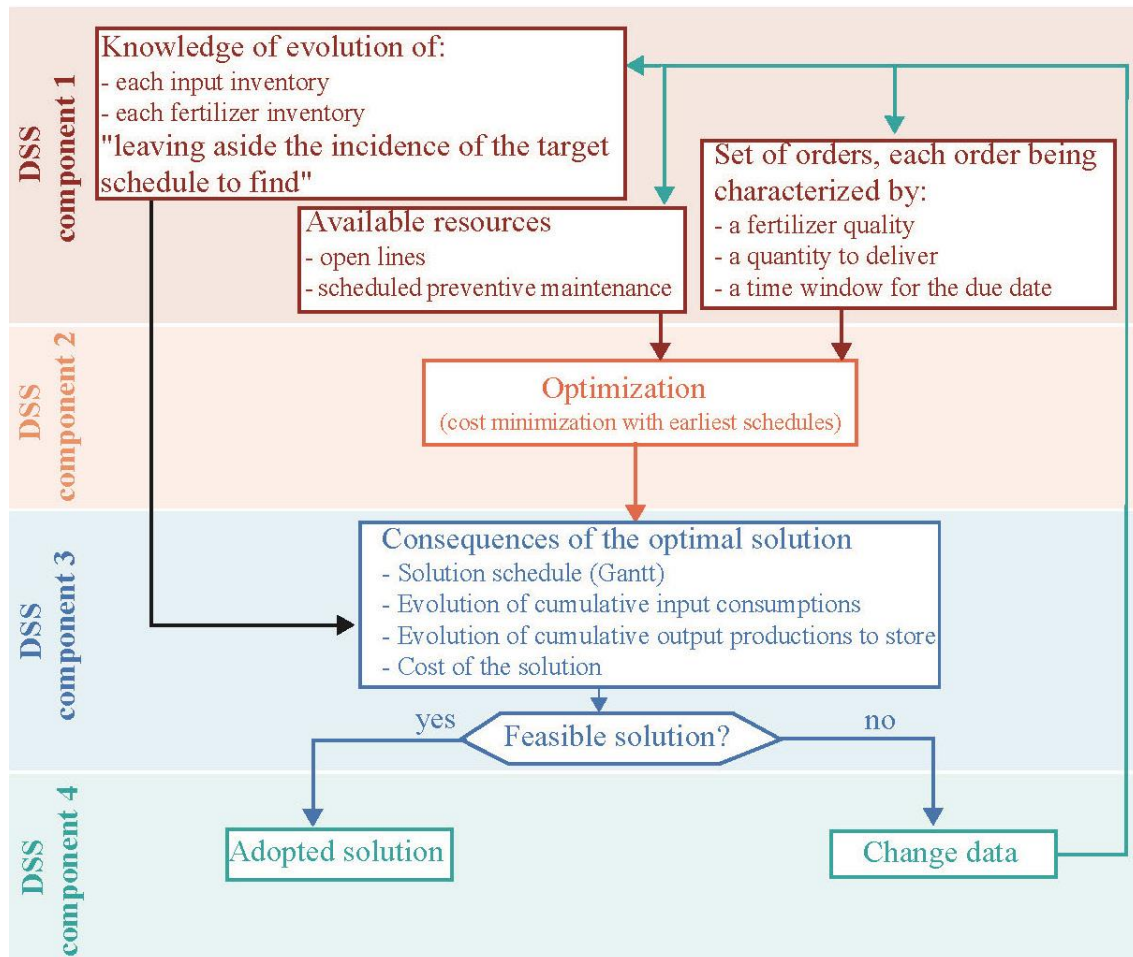 DSS
component 1
Knowledge of evolution of:
- each input inventory
- each fertilizer inventory
"leaving aside the incidence of the target
schedule to find"
Available resources
- open lines
- scheduled preventive maintenance
Set of orders, each order being
characterized by:
- a fertilizer quality
- a quantity to deliver
- a time window for the due date
DSS
component 2
Optimization
(cost minimization with earliest schedules)
DSS
component 3
Consequences of the optimal solution
- Solution schedule (Gantt)
- Evolution of cumulative input consumptions
- Evolution of cumulative output productions to store
- Cost of the solution
yes
Feasible solution?
no
DSS
component 4
Adopted solution
Change data